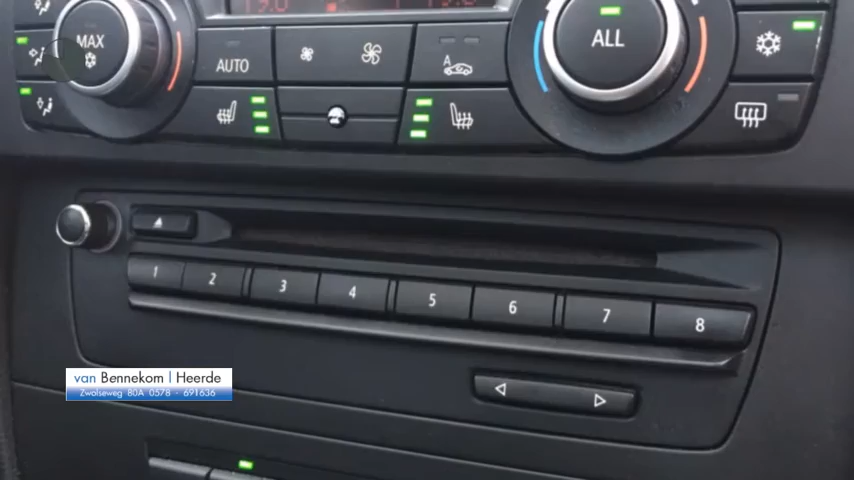 MAX
AUTO
A
ALL
1 2 3 4 5 6 7 8
van Bennekom | Heerde
Zwolseweg 80A 0578 - 691636